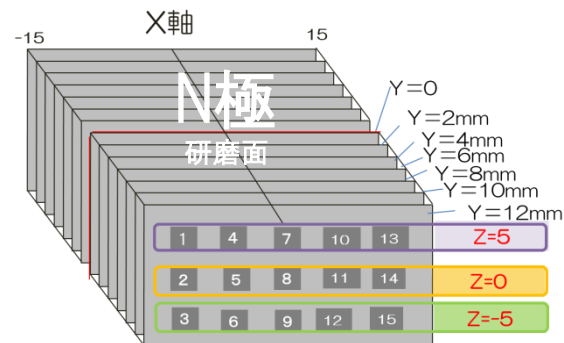 X軸
-15 15
N極
研磨面
Y=0
Y=2mm
Y=4mm
Y=6mm
Y=8mm
Y=10mm
Y=12mm
1 4 7 10 13 Z=5
2 5 8 11 14 Z=0
3 6 9 12 15 Z=-5